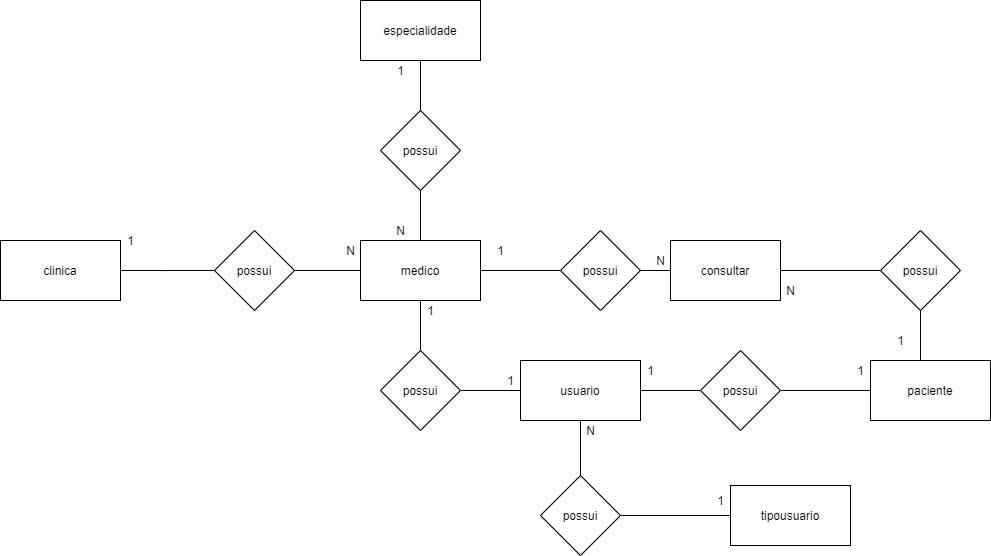 especialidade
1
possui
N
clinica
1
possui
N
medico
1
possui
N
consultar
N
possui
1
1
possui
1
usuario
1
possui
1
paciente
N
possui
1
tipousuario